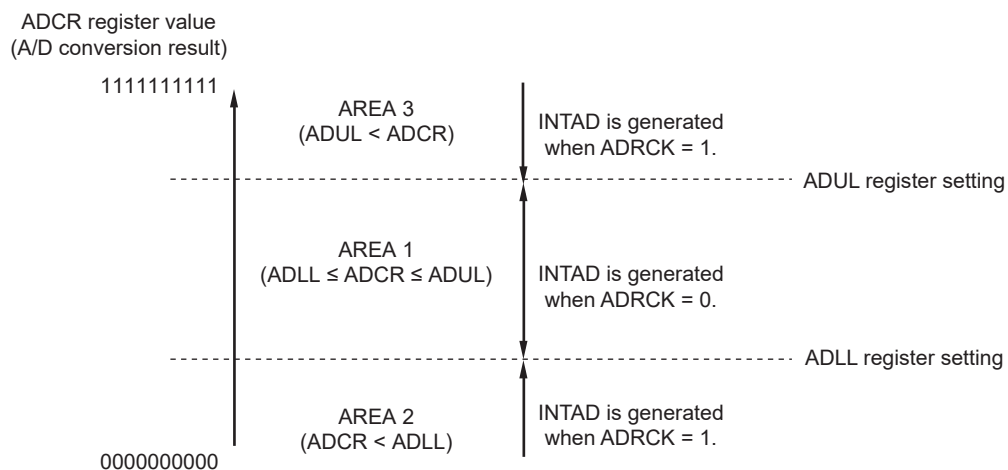 ADCR register value
(A/D conversion result)
1111111111
AREA 3
(ADUL < ADCR)
INTAD is generated
when ADRCK = 1.
ADUL register setting
AREA 1
(ADLL ≤ ADCR ≤ ADUL)
INTAD is generated
when ADRCK = 0.
ADLL register setting
AREA 2
(ADCR < ADLL)
INTAD is generated
when ADRCK = 1.
0000000000